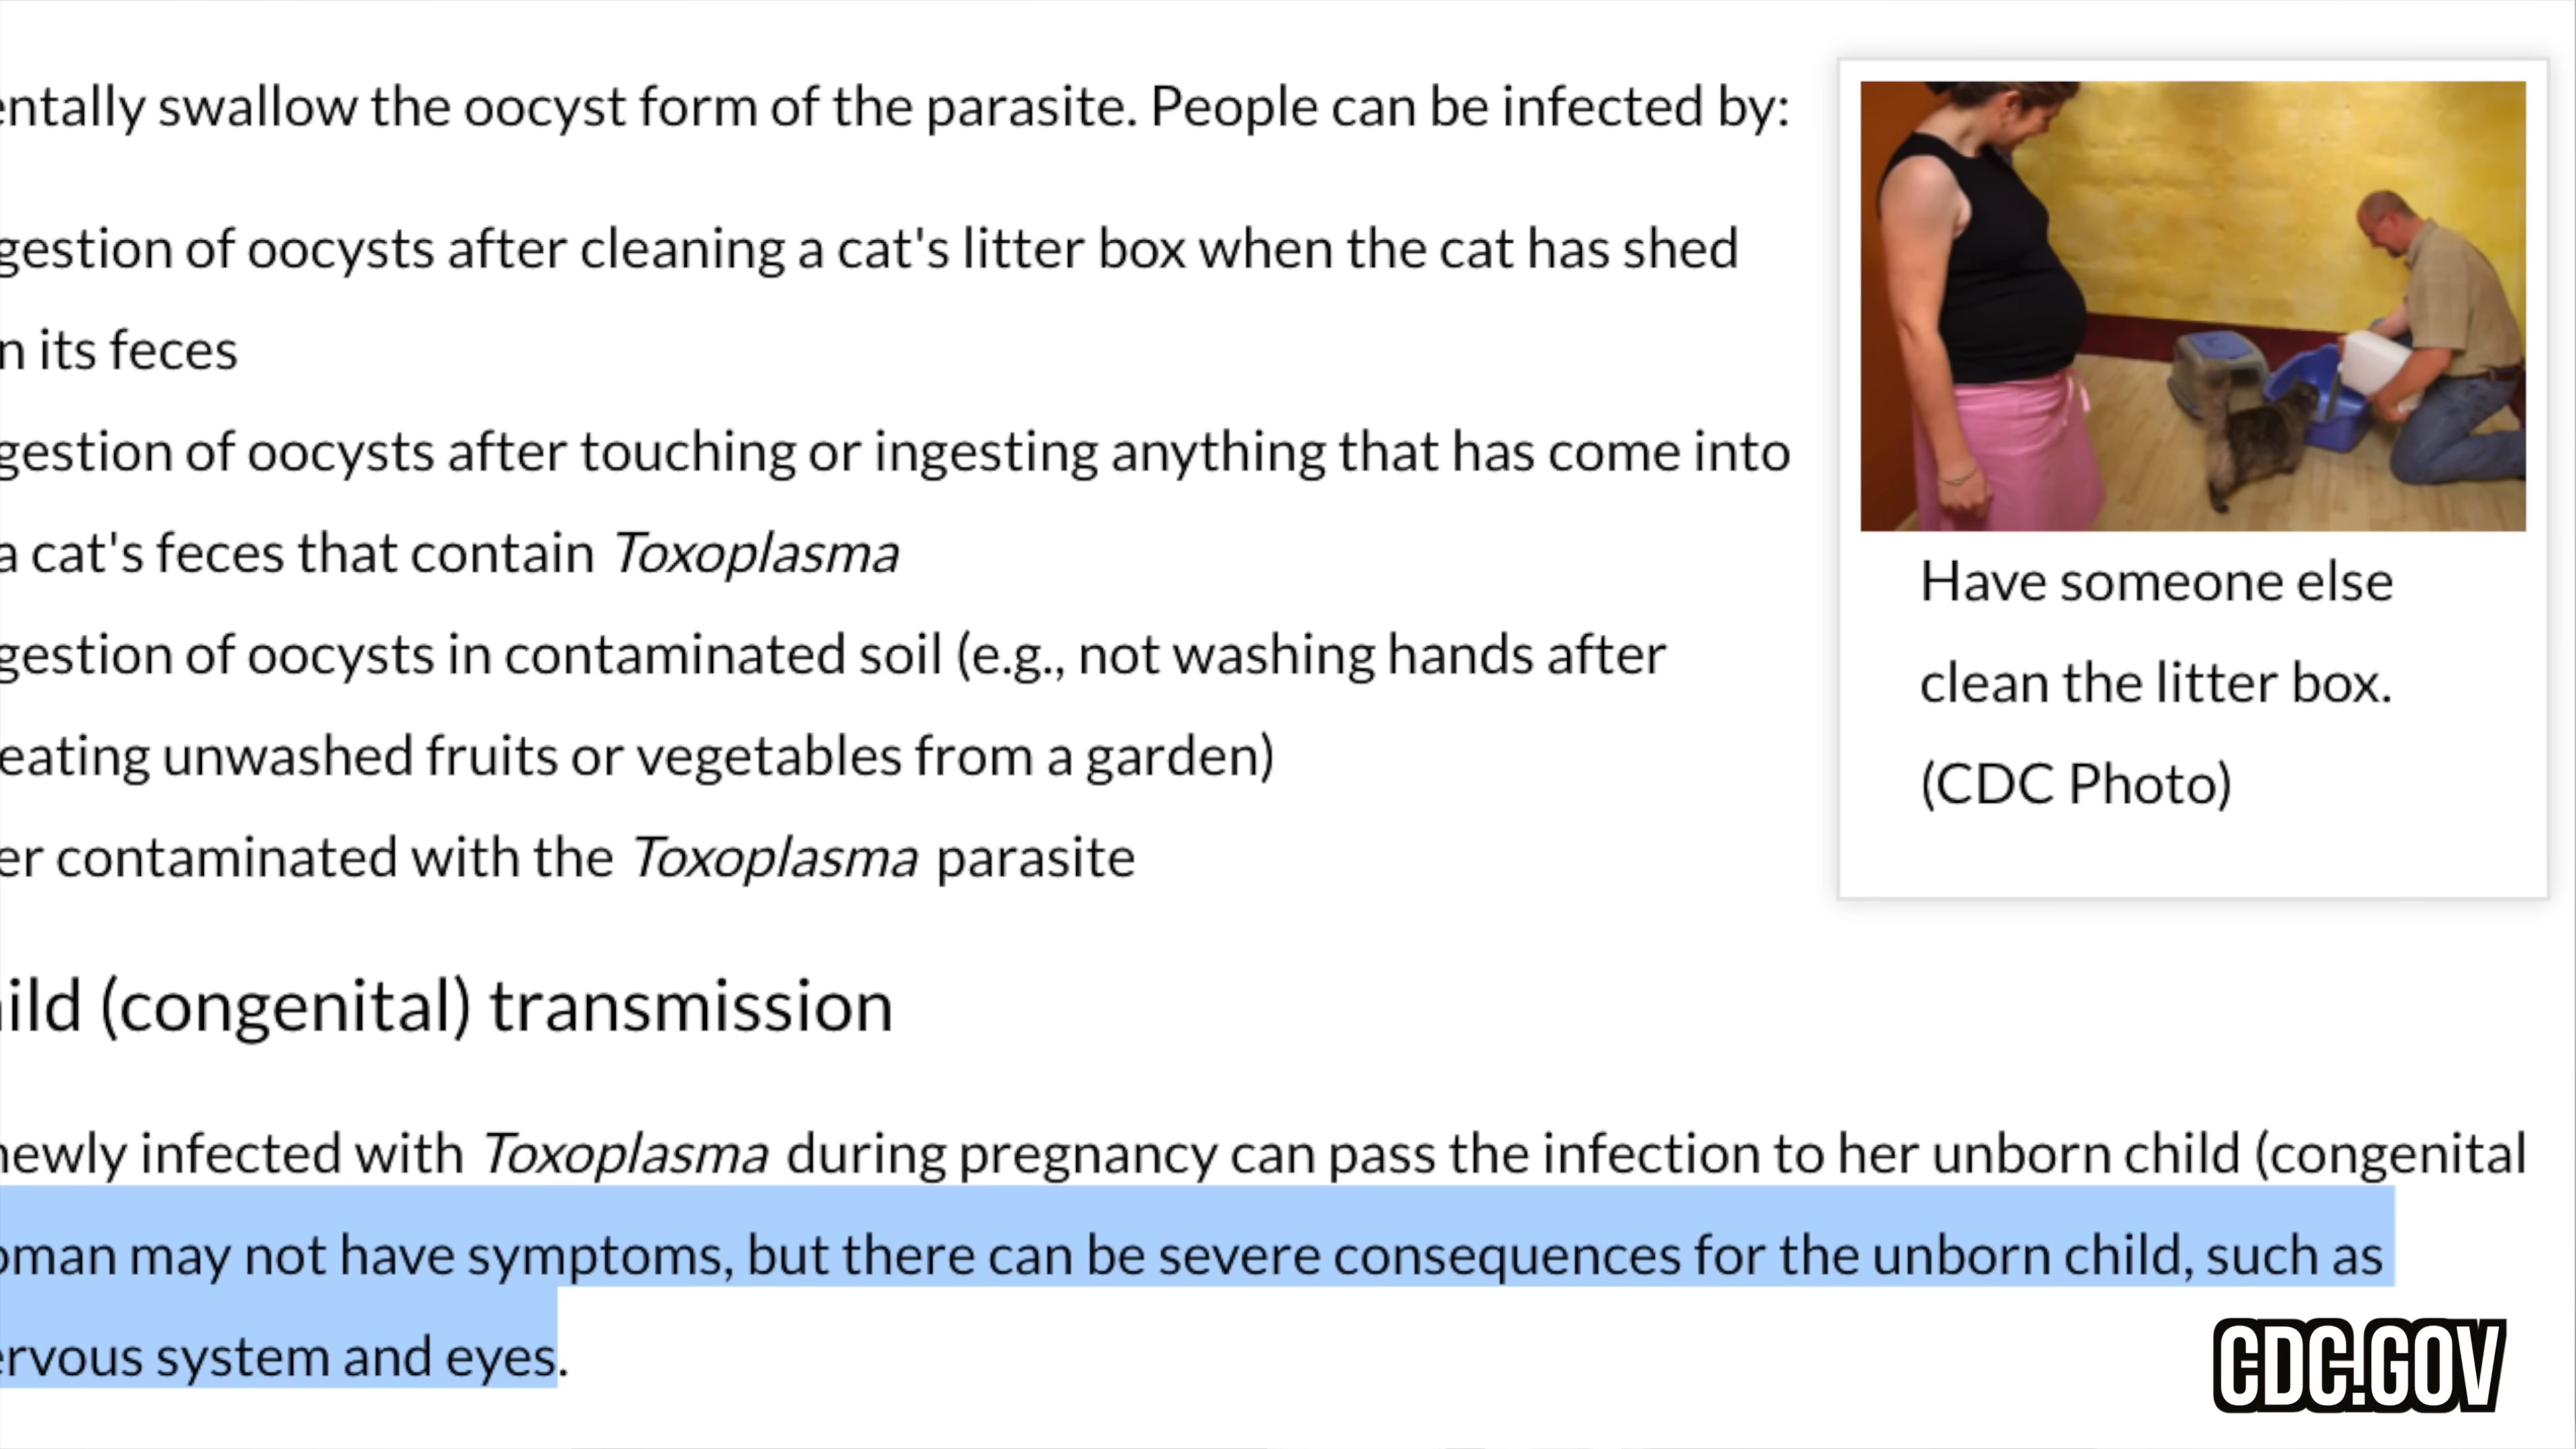 entally swallow the oocyst form of the parasite. People can be infected by:
gestion of oocysts after cleaning a cat's litter box when the cat has shed
n its feces
gestion of oocysts after touching or ingesting anything that has come into
a cat's feces that contain Toxoplasma
gestion of oocysts in contaminated soil (e.g., not washing hands after
eating unwashed fruits or vegetables from a garden)
er contaminated with the Toxoplasma parasite
Have someone else
clean the litter box.
(CDC Photo)
ild (congenital) transmission
newly infected with Toxoplasma during pregnancy can pass the infection to her unborn child (congenital
oman may not have symptoms, but there can be severe consequences for the unborn child, such as
ervous system and eyes.
CDC.GOV